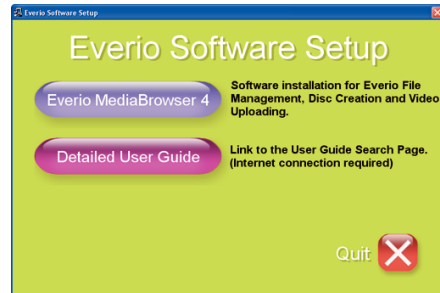 Everio Software Setup
Everio Software Setup
Everio MediaBrowser 4
Software installation for Everio File
Management, Disc Creation and Video
Uploading.
Detailed User Guide
Link to the User Guide Search Page.
(Internet connection required)
Quit